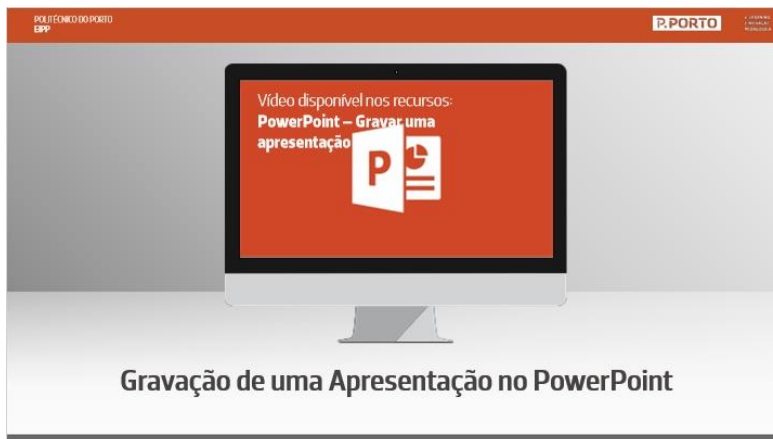 POLITÉCNICO DO PORTO
EIPP
P.PORTO
Vídeo disponível nos recursos:
PowerPoint – Gravar uma
apresentação
P
Gravação de uma Apresentação no PowerPoint